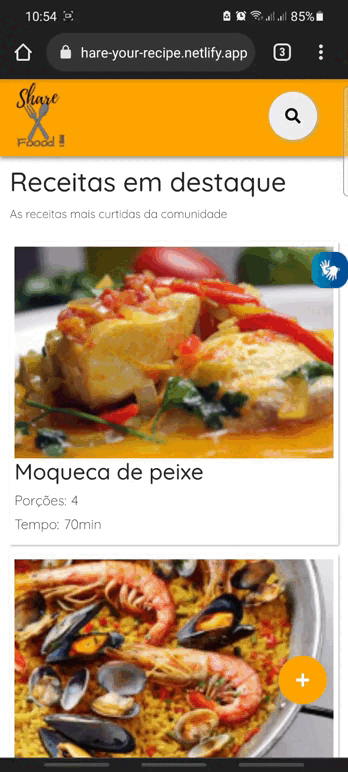 10:54
85%
hare-your-recipe.netlify.app
3
Share
Foood !
Receitas em destaque
As receitas mais curtidas da comunidade
Moqueca de peixe
Porções: 4
Tempo: 70min
+